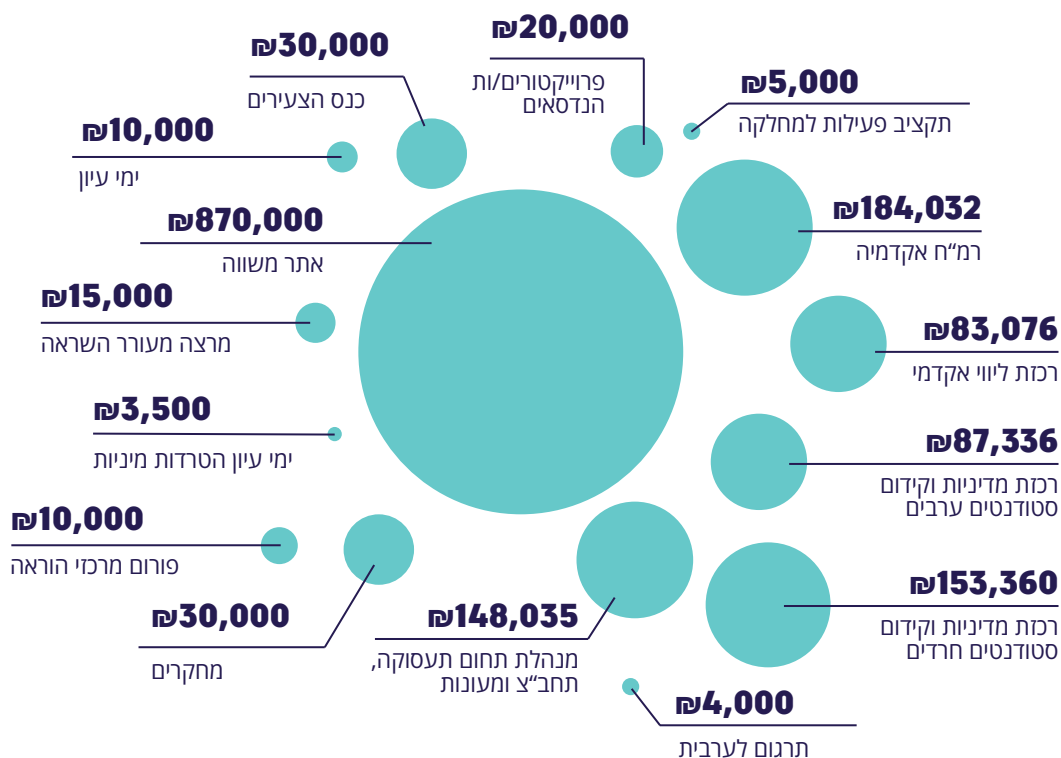 ₪20,000
פרוייקטורים/ות
הנדסאים
₪30,000
כנס הצעירים
₪5,000
תקציב פעילות למחלקה
₪10,000
ימי עיון
₪184,032
רמ״ח אקדמיה
₪870,000
אתר משווה
₪15,000
מרצה מעורר השראה
₪83,076
רכזת ליווי אקדמי
₪3,500
ימי עיון הטרדות מיניות
₪87,336
רכזת מדיניות וקידום
סטודנטים ערבים
₪10,000
פורום מרכזי הוראה
₪153,360
רכזת מדיניות וקידום
סטודנטים חרדים
₪148,035
מנהלת תחום תעסוקה,
תחב״צ ומעונות
₪30,000
מחקרים
₪4,000
תרגום לערבית